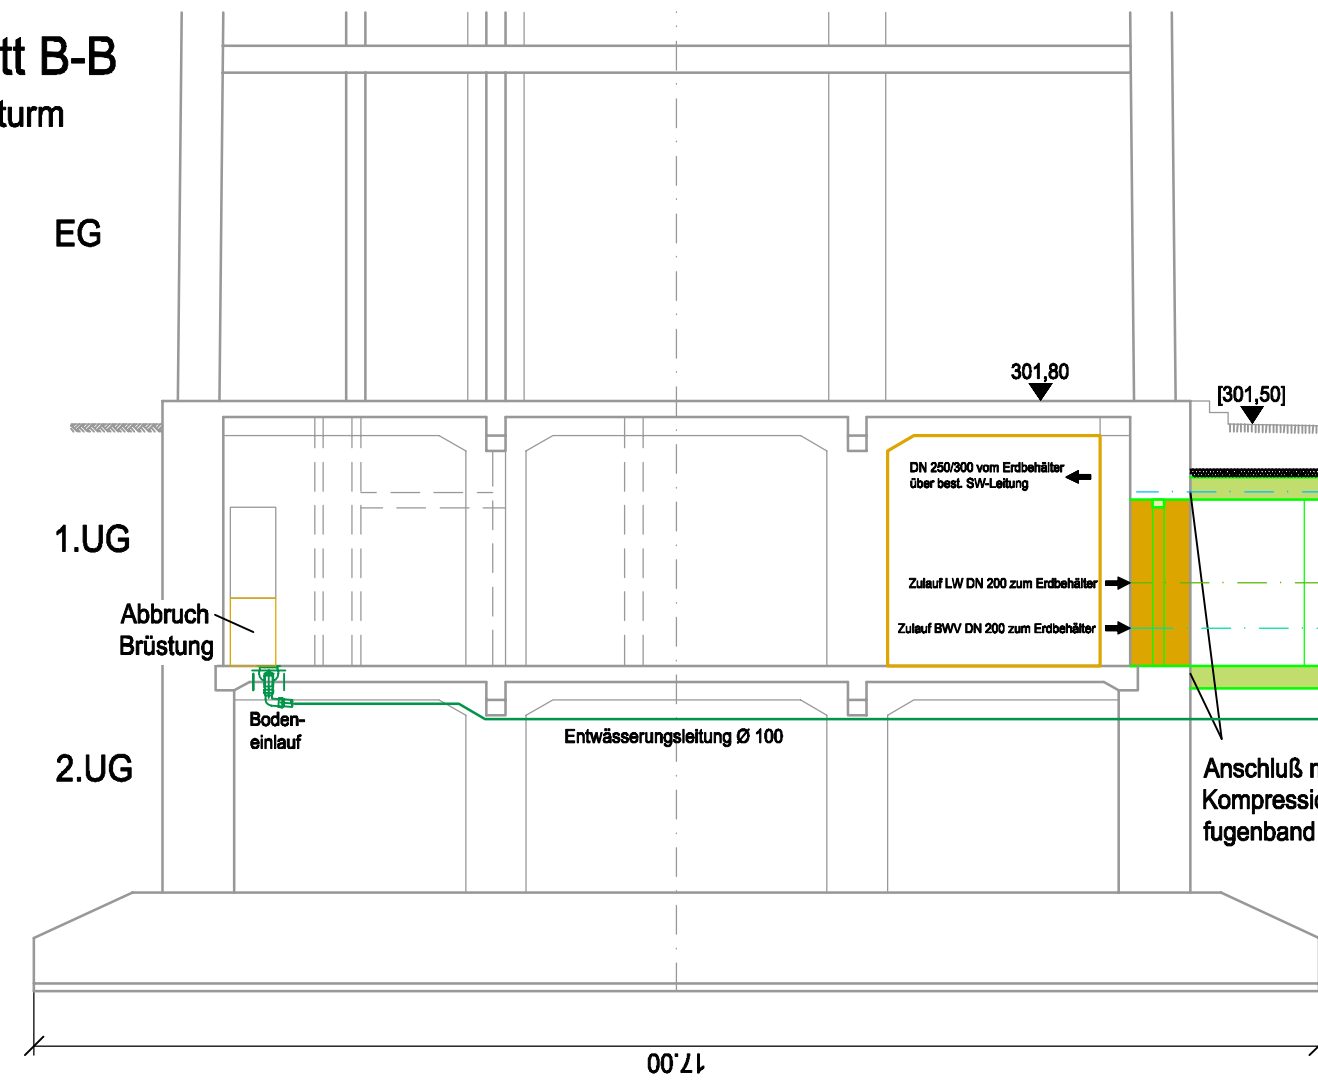 tt B-B
turm
EG
301,80
[301,50]
DN 250/300 vom Erdbehälter
über best. SW-Leitung
1.UG
Zulauf LW DN 200 zum Erdbehälter
Abbruch
Brüstung
Zulauf BWV DN 200 zum Erdbehälter
Boden-
einlauf
Entwässerungsleitung Ø 100
2.UG
Anschluß
Kompressio
fugenband
17.00